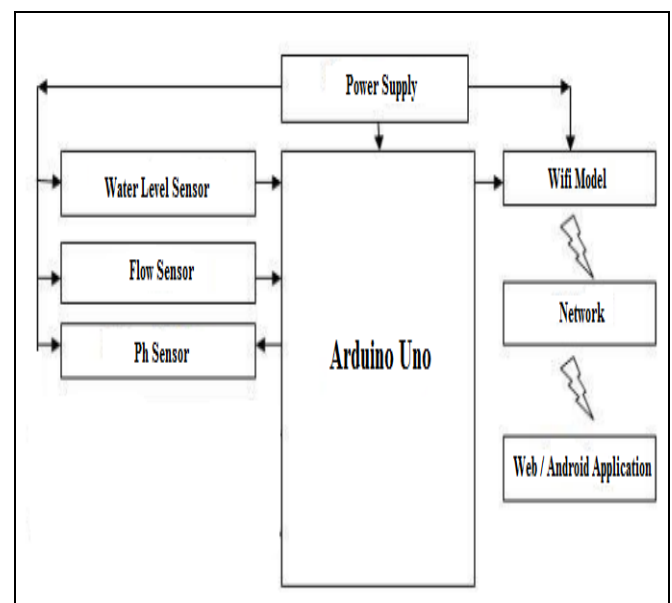 Power Supply
Water Level Sensor
Wifi Model
Flow Sensor
Network
Ph Sensor
Arduino Uno
Web / Android Application